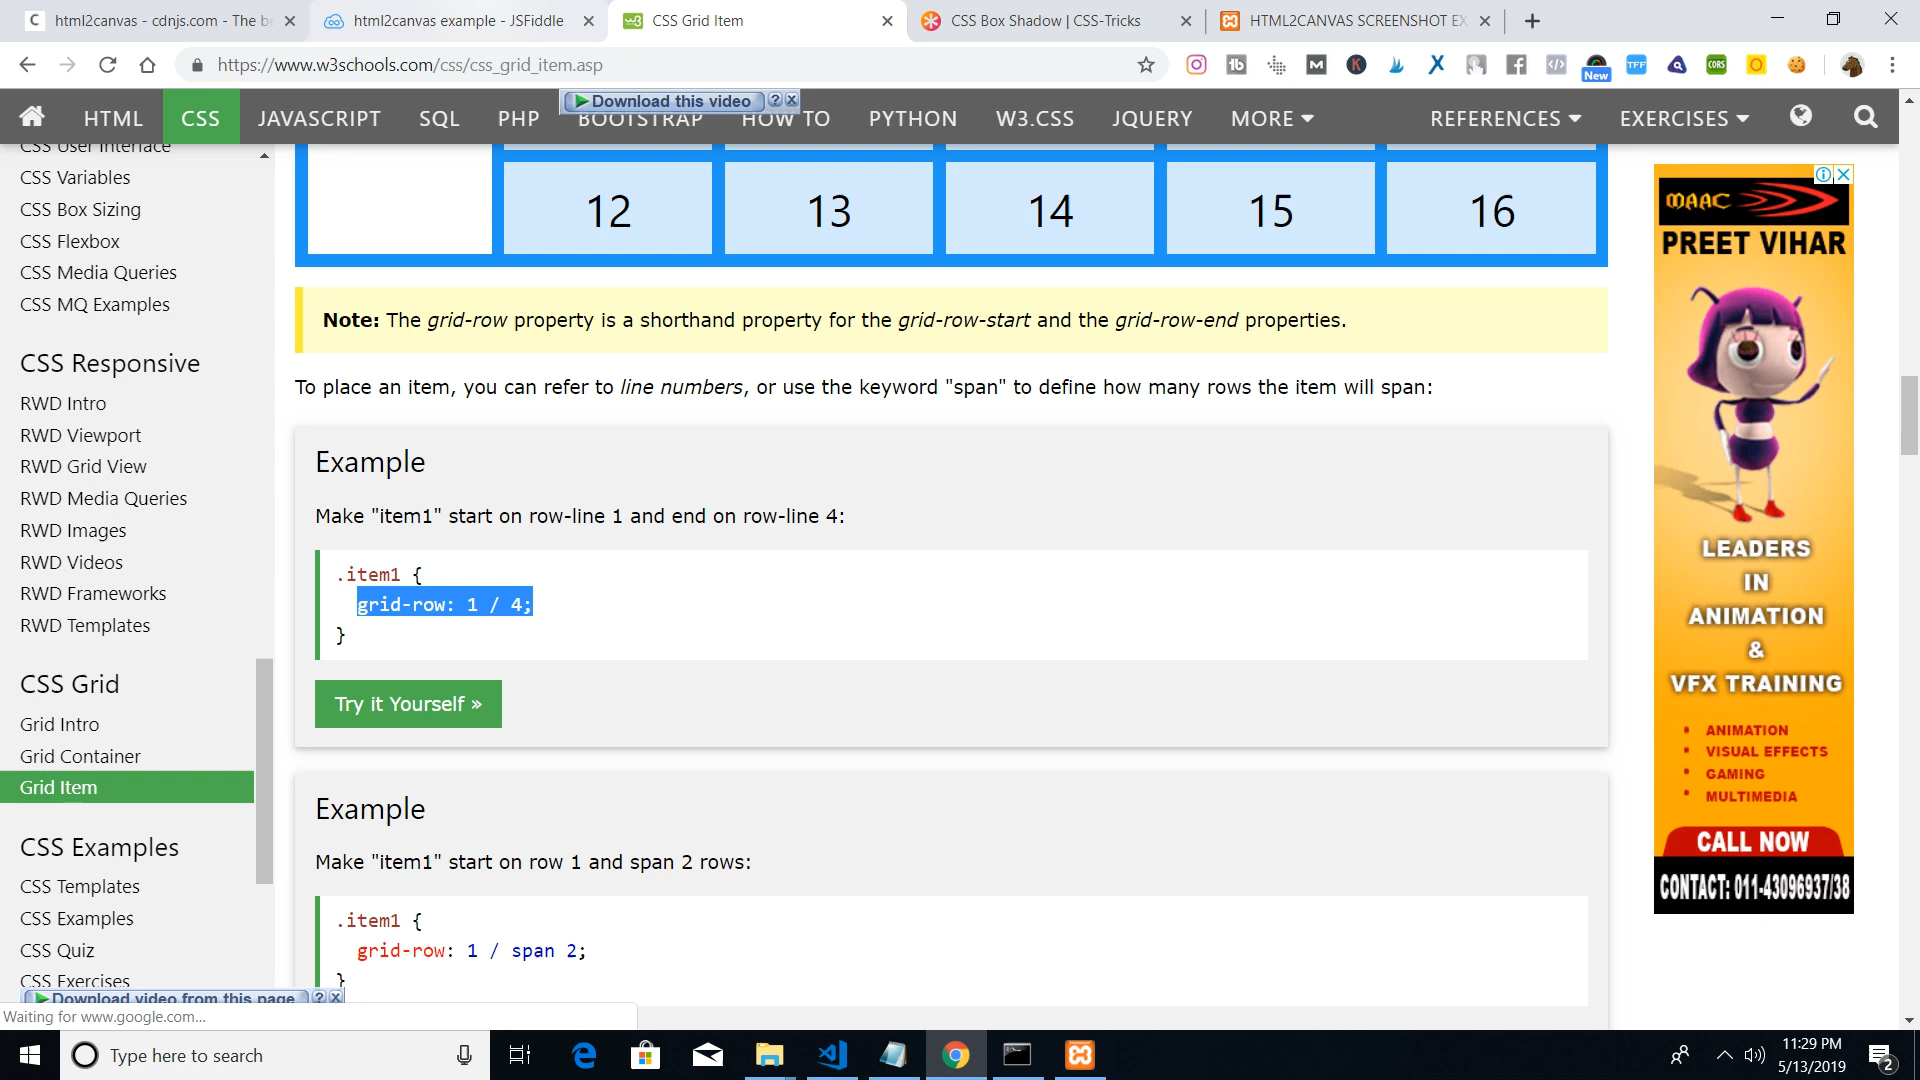 html2canvas - cdnjs.com - The be
html2canvas example - JSFiddle
CSS Grid Item
CSS Box Shadow | CSS-Tricks
HTML2CANVAS SCREENSHOT EX
https://www.w3schools.com/css/css_grid_item.asp
New
TFF
CORS
HTML
CSS
JAVASCRIPT
SQL
PHP
BOOTSTRAP
HOW TO
PYTHON
W3.CSS
JQUERY
MORE
REFERENCES
EXERCISES
Download this video
CSS User Interface
CSS Variables
CSS Box Sizing
CSS Flexbox
CSS Media Queries
CSS MQ Examples
CSS Responsive
RWD Intro
RWD Viewport
RWD Grid View
RWD Media Queries
RWD Images
RWD Videos
RWD Frameworks
RWD Templates
CSS Grid
Grid Intro
Grid Container
Grid Item
CSS Examples
CSS Templates
CSS Examples
CSS Quiz
CSS Exercises
Download video from this page
Waiting for www.google.com...
12 13 14 15 16
Note: The grid-row property is a shorthand property for the grid-row-start and the grid-row-end properties.
To place an item, you can refer to line numbers, or use the keyword "span" to define how many rows the item will span:
Example
Make "item1" start on row-line 1 and end on row-line 4:
.item1 {
grid-row: 1 / 4;
}
Try it Yourself »
Example
Make "item1" start on row 1 and span 2 rows:
.item1 {
grid-row: 1 / span 2;
}
MAAC
PREET VIHAR
LEADERS
IN
ANIMATION
&
VFX TRAINING
• ANIMATION
• VISUAL EFFECTS
• GAMING
• MULTIMEDIA
CALL NOW
CONTACT: 011-43096937/38
Type here to search
11:29 PM
5/13/2019
2